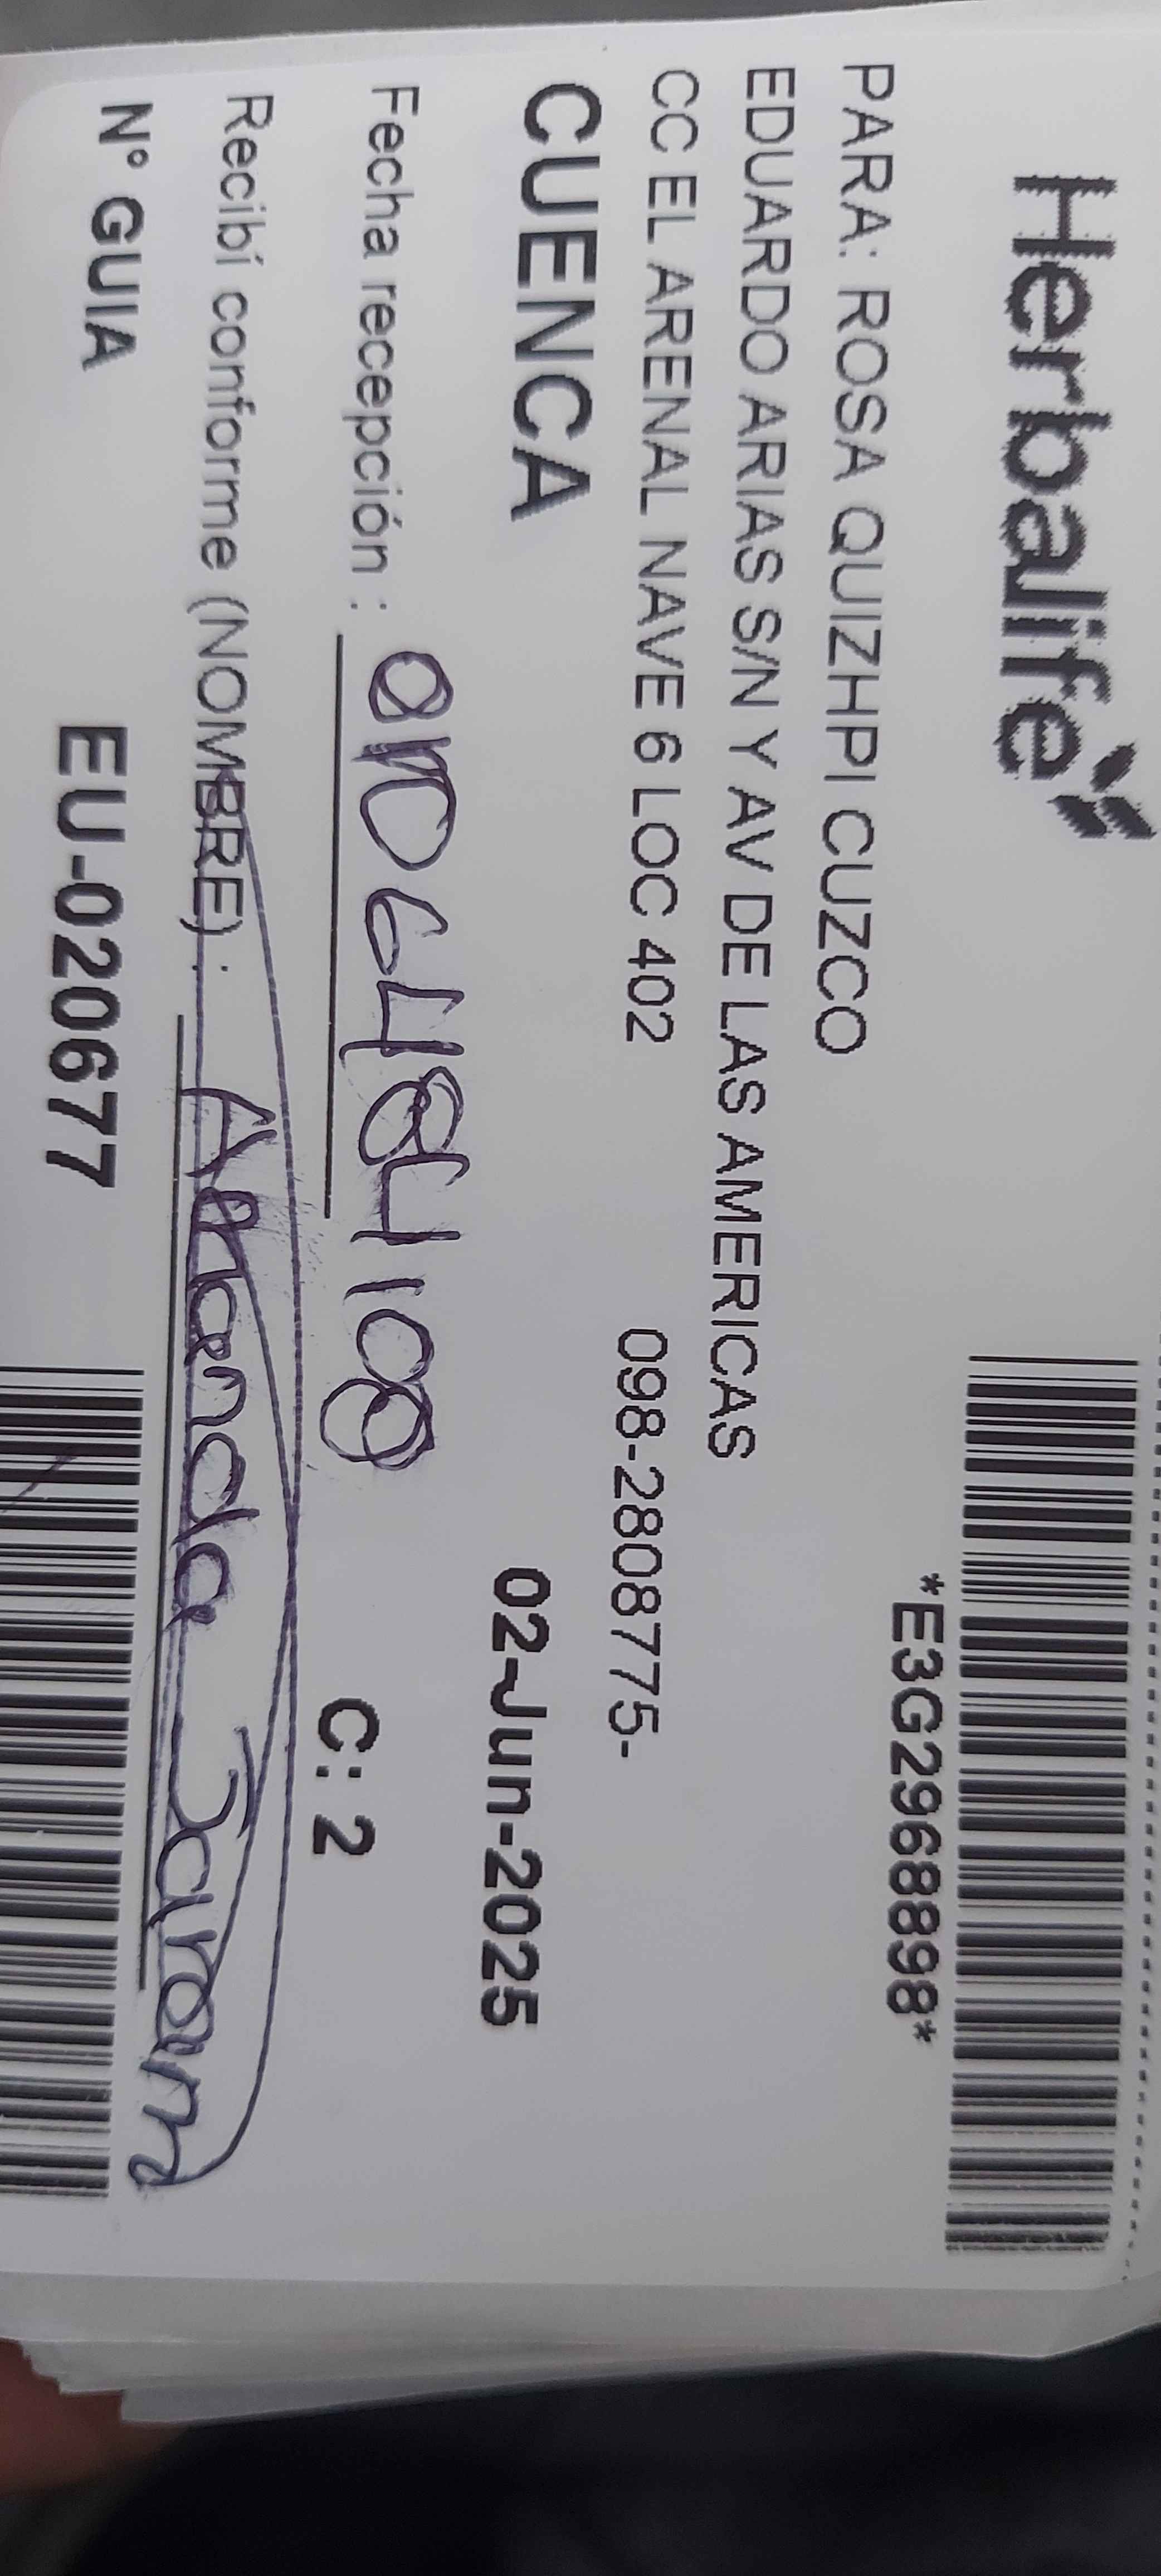 Herbalife
*E3G2968898*
PARA: ROSA QUIZHPI CUZCO
EDUARDO ARIAS S/N Y AV DE LAS AMERICAS
CC EL ARENAL NAVE 6 LOC 402 098-2808775-
CUENCA 02-Jun-2025
Fecha recepción : C: 2
Recibí conforme (NOMBRE) :
N° GUIA EU-020677